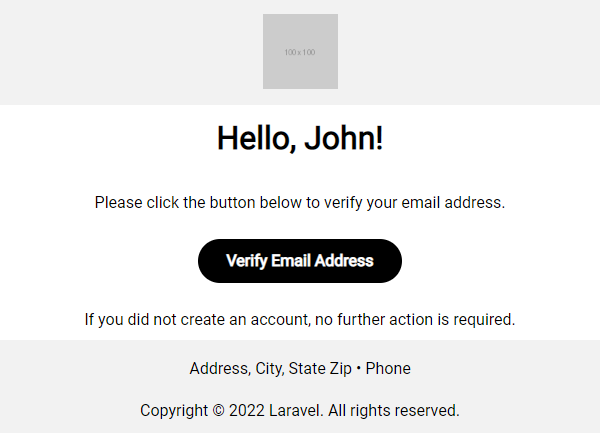 100 x 100
Hello, John!
Please click the button below to verify your email address.
Verify Email Address
If you did not create an account, no further action is required.
Address, City, State Zip • Phone
Copyright © 2022 Laravel. All rights reserved.